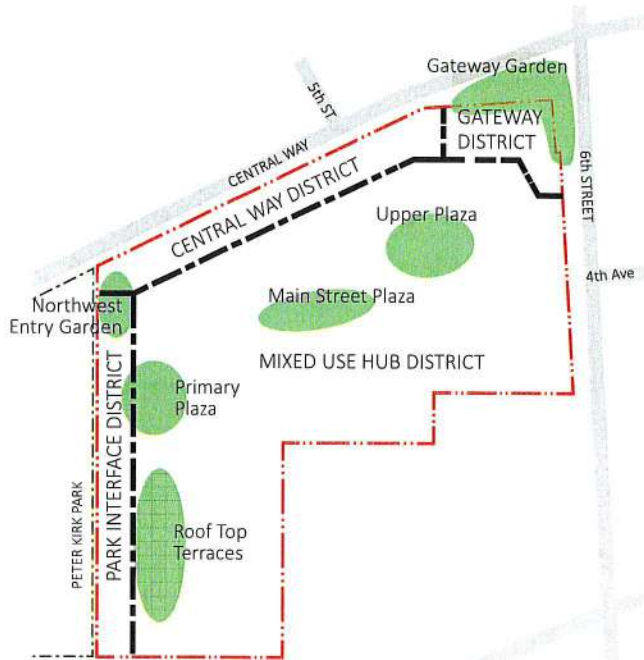 Gateway Garden
5th ST
GATEWAY
DISTRICT
CENTRAL WAY
CENTRAL WAY DISTRICT
6th STREET
Upper Plaza
4th Ave
Main Street Plaza
Northwest
Entry Garden
MIXED USE HUB DISTRICT
Primary
Plaza
PARK INTERFACE DISTRICT
PETER KIRK PARK
Roof Top
Terraces